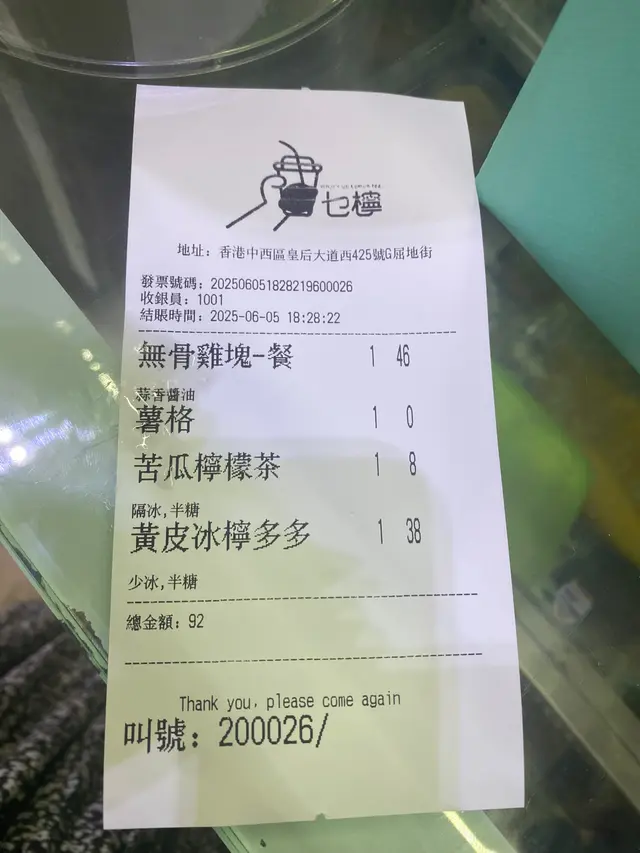 乜檸
地址: 香港中西區皇后大道西425號G屈地街
發票號碼: 202506051828219600026
收銀員: 1001
結賬時間: 2025-06-05 18:28:22
無骨雞塊-餐 1 46
蒜香醬油
薯格 1 0
苦瓜檸檬茶 1 8
隔冰,半糖
黃皮冰檸多多 1 38
少冰,半糖
總金額: 92
Thank you, please come again
叫號: 200026/